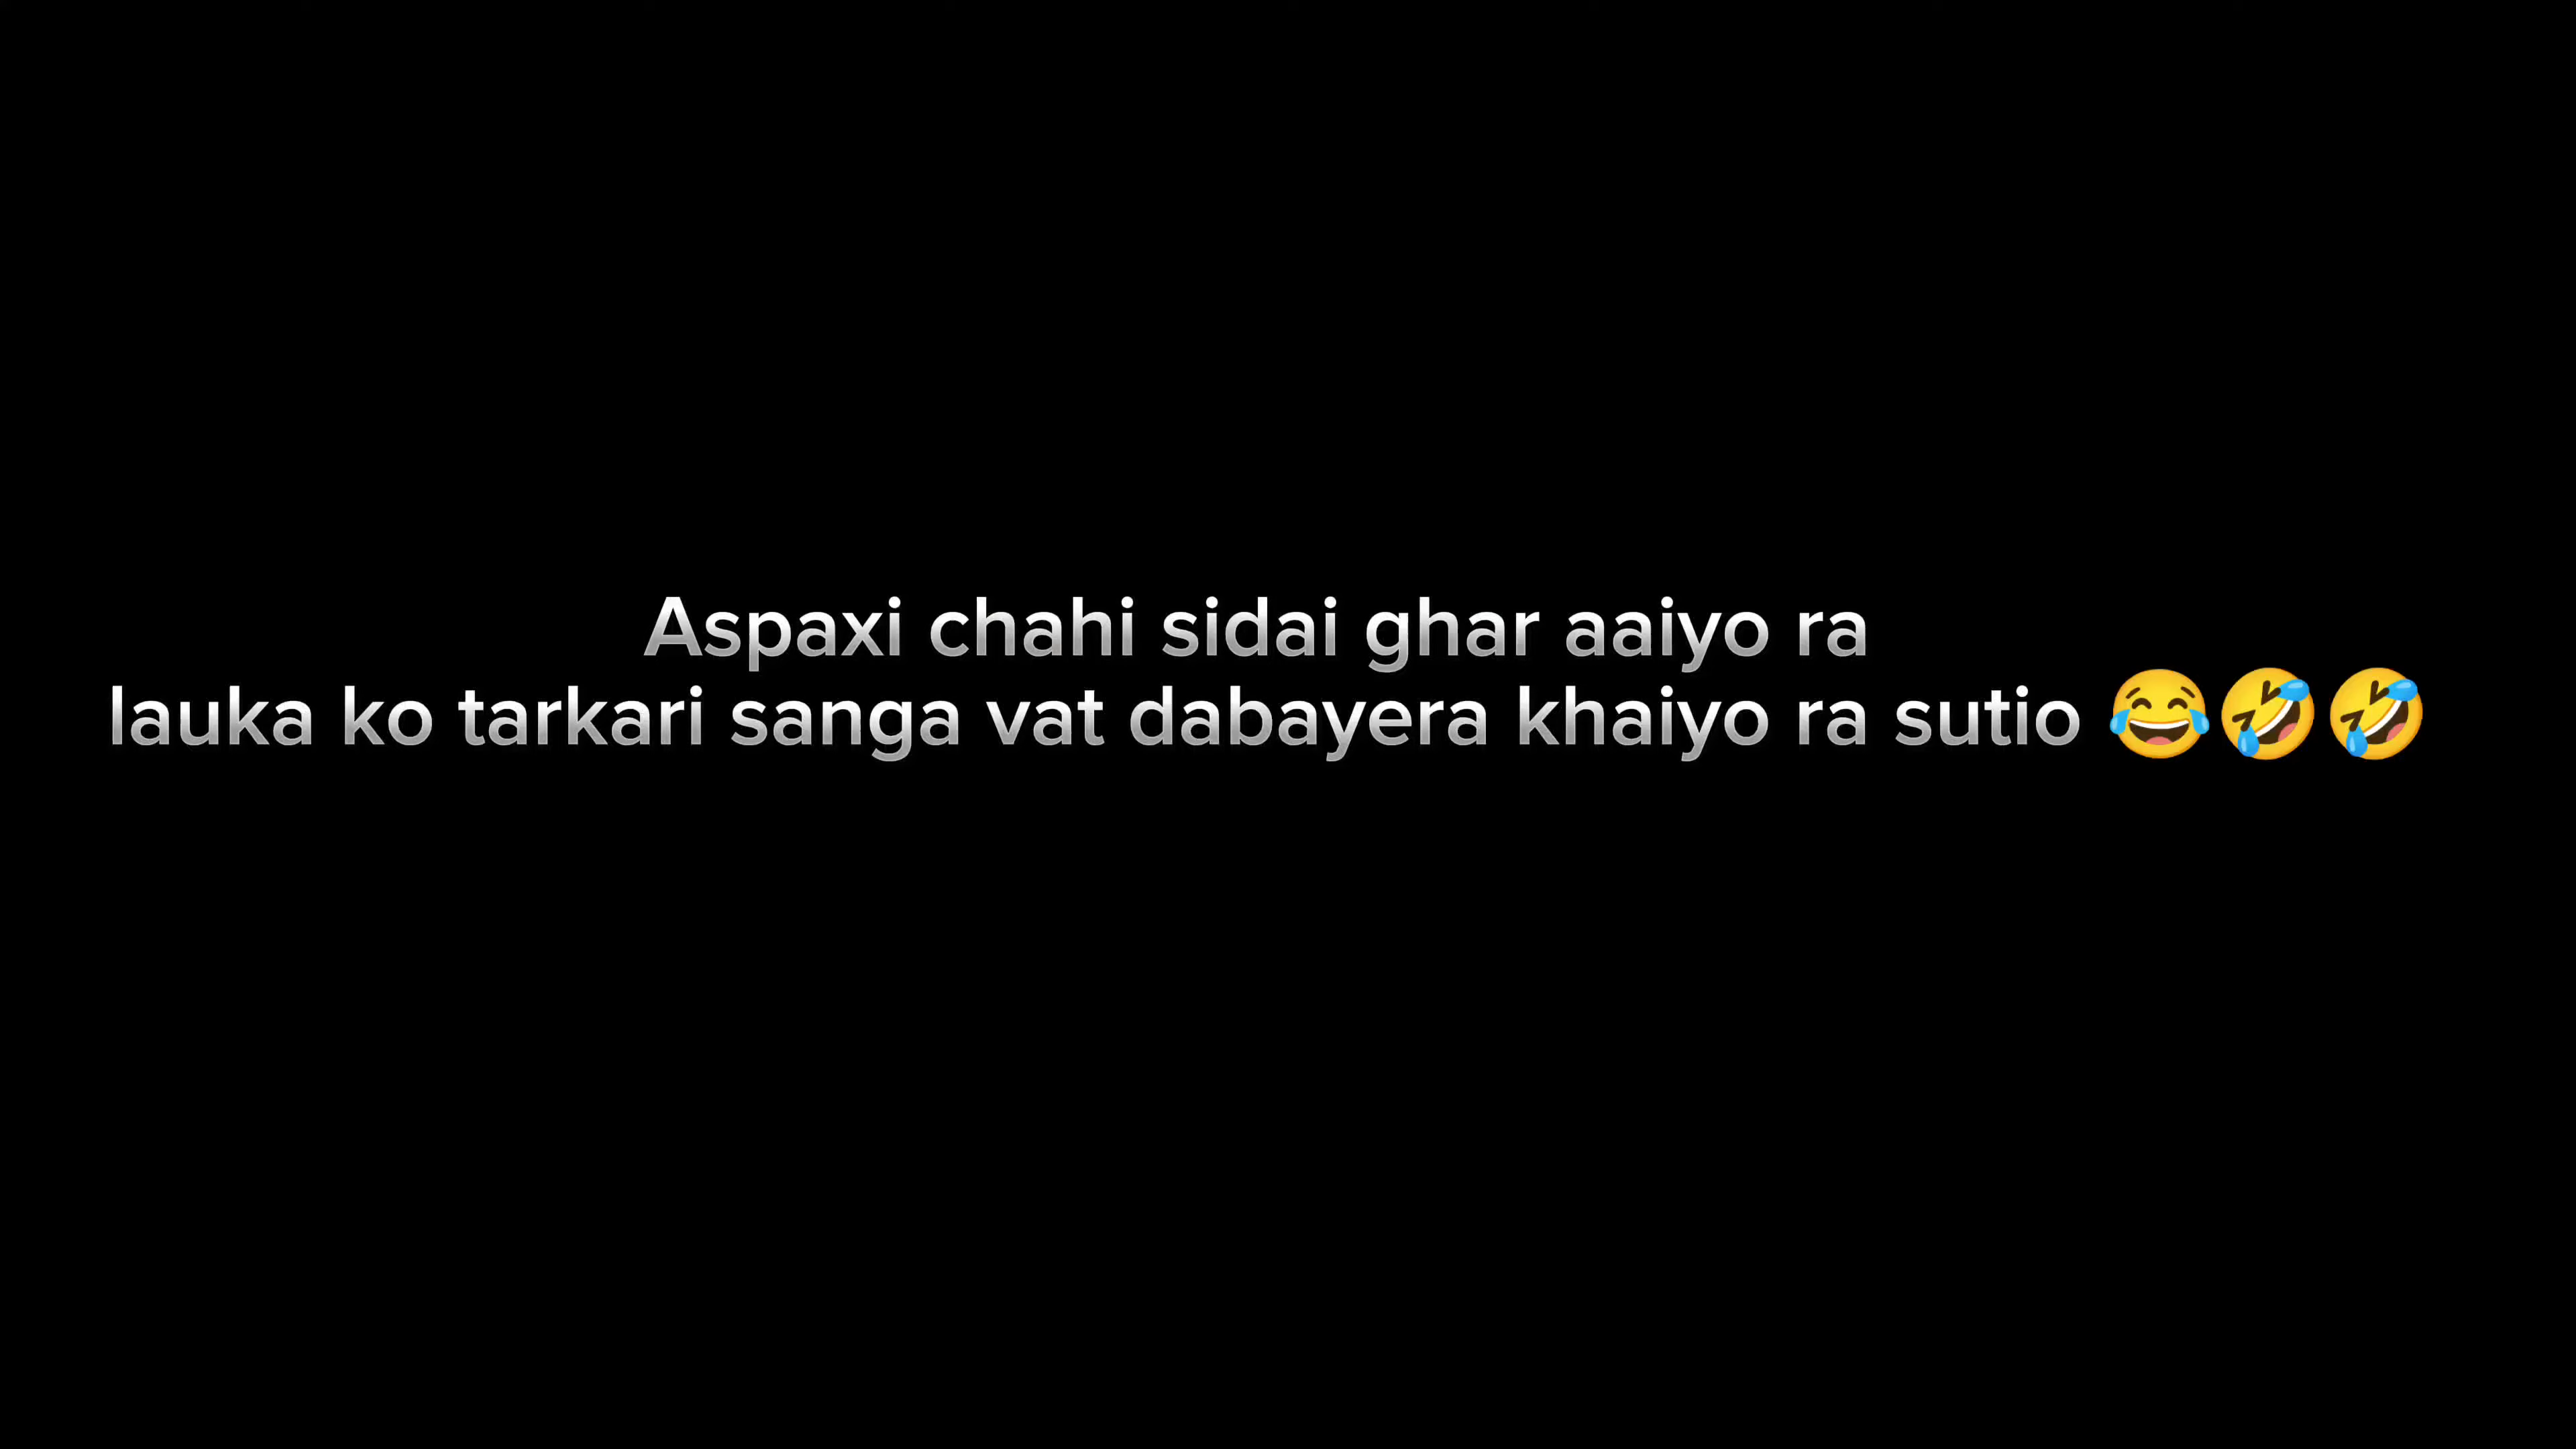 Aspaxi chahi sidai ghar aaiyo ra
lauka ko tarkari sanga vat dabayera khaiyo ra sutio 😂🤣🤣